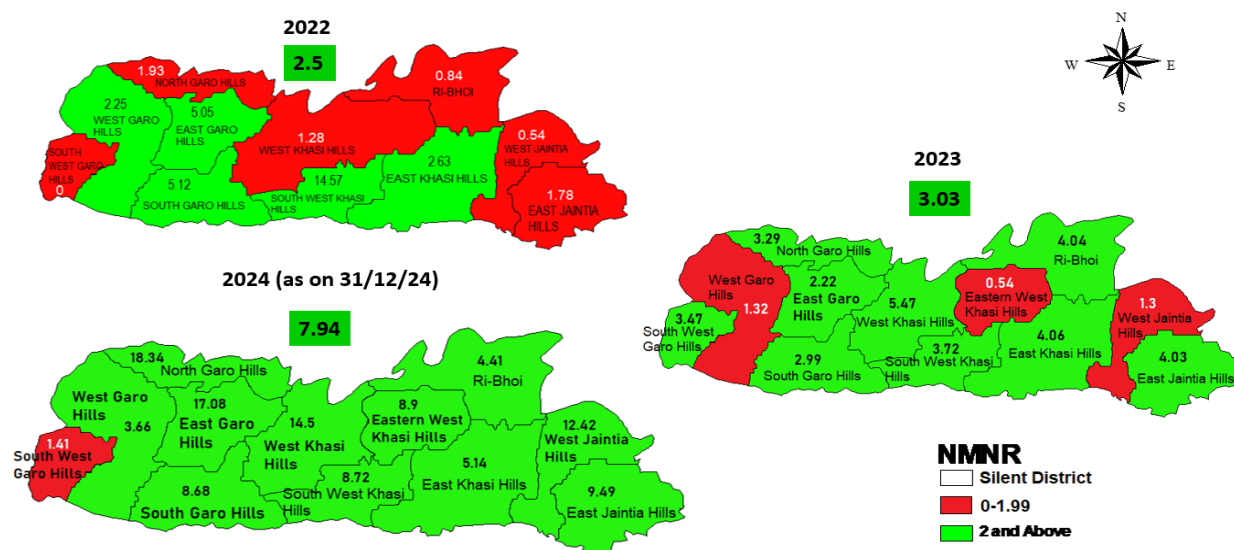 2022
2.5
1.93
NORTH GARO HILLS
0.84
RI-BHOI
2.25
WEST GARO
HILLS
5.05
EAST GARO
HILLS
1.28
WEST KHASI HILLS
0.54
WEST JAINTIA
HILLS
SOUTH
WEST GARO
HILLS
0
5.12
SOUTH GARO HILLS
14.57
SOUTH WEST KHASI
HILLS
2.63
EAST KHASI HILLS
1.78
EAST JAINTIA
HILLS
N
W
E
S
2023
3.03
3.29
North Garo Hills
4.04
Ri-Bhoi
West Garo
Hills
1.32
2.22
East Garo
Hills
5.47
West Khasi Hills
0.54
Eastern West
Khasi Hills
1.3
West Jaintia
Hills
3.47
South West
Garo Hills
2.99
South Garo Hills
3.72
South West Khasi
Hills
4.06
East Khasi Hills
4.03
East Jaintia Hills
2024 (as on 31/12/24)
7.94
18.34
North Garo Hills
4.41
Ri-Bhoi
West Garo
Hills
3.66
17.08
East Garo
Hills
14.5
West Khasi
Hills
8.9
Eastern West
Khasi Hills
12.42
West Jaintia
Hills
1.41
South West
Garo Hills
8.68
South Garo Hills
8.72
South West Khasi
Hills
5.14
East Khasi Hills
9.49
East Jaintia Hills
NMNR
Silent District
0-1.99
2 and Above